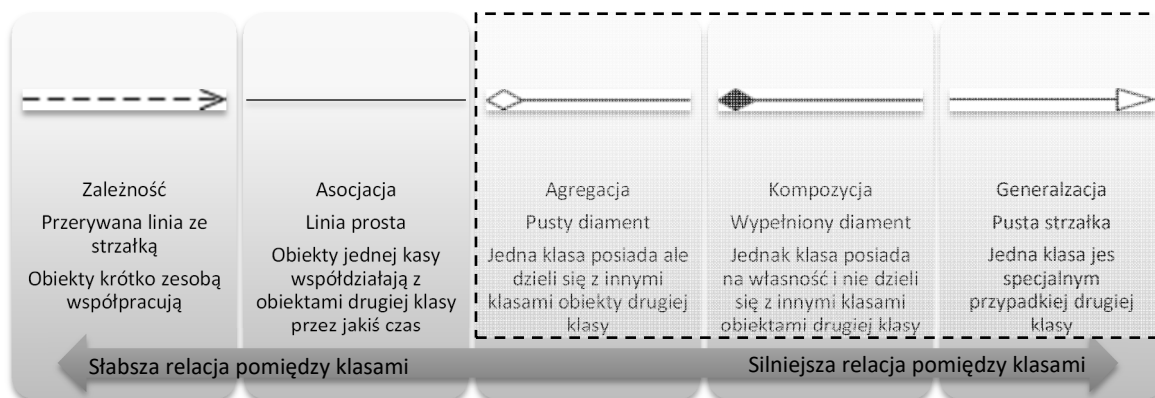 Zależność
Przerywana linia ze
strzałką
Obiekty krótko zesobą
współpracują
Asocjacja
Linia prosta
Obiekty jednej kasy
współdziałają z
obiektami drugiej klasy
przez jakiś czas
Agregacja
Pusty diament
Jedna klasa posiada ale
dzieli się z innymi
klasami obiekty drugiej
klasy
Kompozycja
Wypełniony diament
Jednak klasa posiada
na własność i nie dzieli
się z innymi klasami
obiektami drugiej klasy
Generalzacja
Pusta strzałka
Jedna klasa jes
specjalnym
przypadkiej drugiej
klasy
Słabsza relacja pomiędzy klasami
Silniejsza relacja pomiędzy klasami